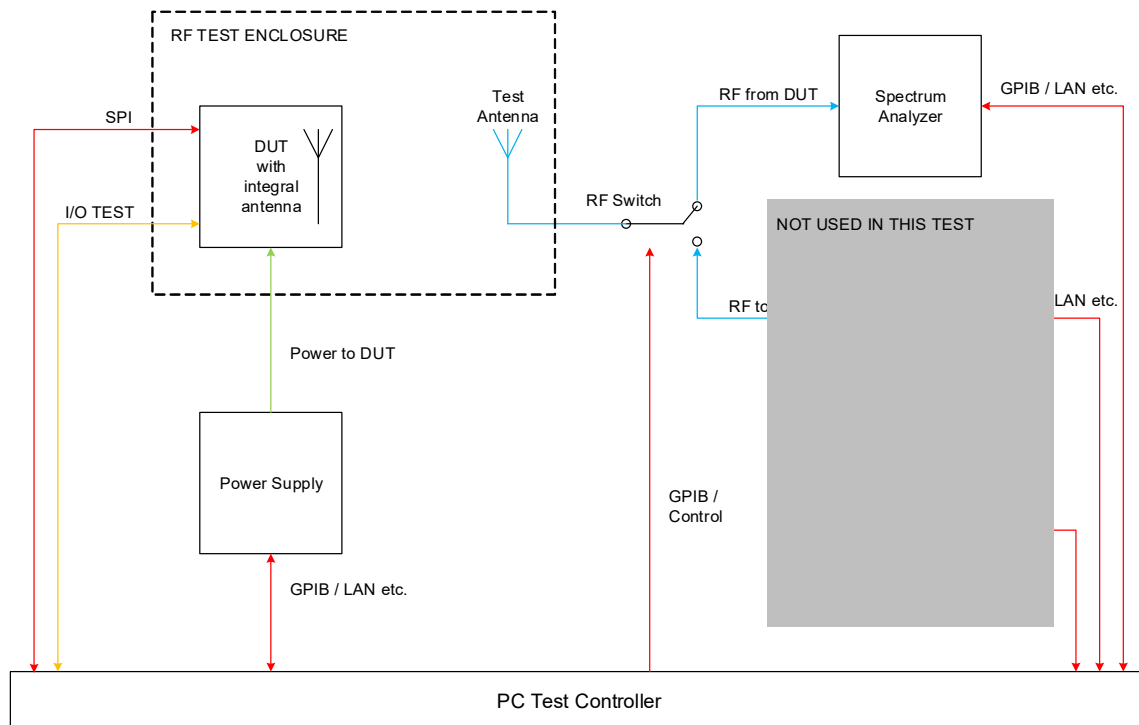 RF TEST ENCLOSURE
SPI
DUT
with
integral
antenna
I/O TEST
Test
Antenna
RF from DUT
Spectrum
Analyzer
GPIB / LAN etc.
RF Switch
NOT USED IN THIS TEST
RF to
LAN etc.
Power to DUT
Power Supply
GPIB /
Control
GPIB / LAN etc.
PC Test Controller